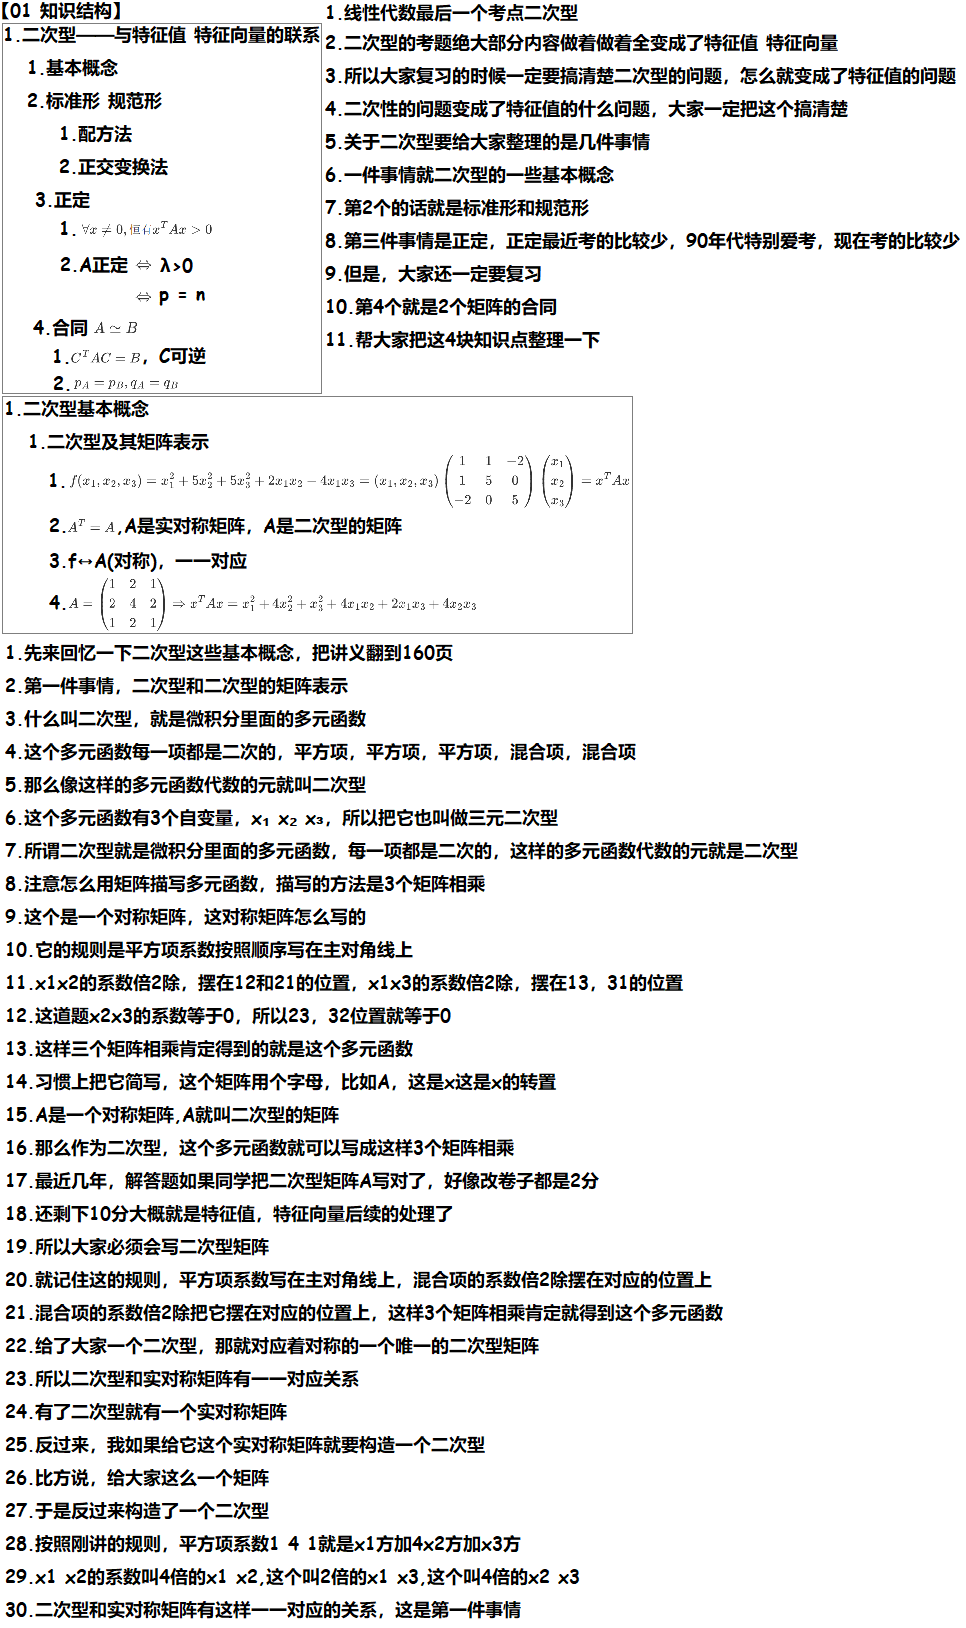 【01 知识结构】
1.二次型——与特征值 特征向量的联系
1.基本概念
2.标准形 规范形
1.配方法
2.正交变换法
3.正定
1. ∀x ≠ 0, 恒有x^T Ax > 0
2.A正定 ⇔ λ>0
⇔ p = n
4.合同 A ≃ B
1.C^T AC = B，C可逆
2. p_A = p_B, q_A = q_B
1.线性代数最后一个考点二次型
2.二次型的考题绝大部分内容做着做着全变成了特征值 特征向量
3.所以大家复习的时候一定要搞清楚二次型的问题，怎么就变成了特征值的问题
4.二次性的问题变成了特征值的什么问题，大家一定把这个搞清楚
5.关于二次型要给大家整理的是几件事情
6.一件事情就二次型的一些基本概念
7.第2个的话就是标准形和规范形
8.第三件事情是正定，正定最近考的比较少，90年代特别爱考，现在考的比较少
9.但是，大家还一定要复习
10.第4个就是2个矩阵的合同
11.帮大家把这4块知识点整理一下
1.二次型基本概念
1.二次型及其矩阵表示
1. f(x₁, x₂, x₃) = x₁² + 5x₂² + 5x₃² + 2x₁x₂ − 4x₁x₃ = (x₁, x₂, x₃) (1 1 −2; 1 5 0; −2 0 5) (x₁; x₂; x₃) = x^T Ax
2.A^T = A,A是实对称矩阵，A是二次型的矩阵
3.f↔A(对称)，一一对应
4.A = (1 2 1; 2 4 2; 1 2 1) ⇒ x^T Ax = x₁² + 4x₂² + x₃² + 4x₁x₂ + 2x₁x₃ + 4x₂x₃
1.先来回忆一下二次型这些基本概念，把讲义翻到160页
2.第一件事情，二次型和二次型的矩阵表示
3.什么叫二次型，就是微积分里面的多元函数
4.这个多元函数每一项都是二次的，平方项，平方项，平方项，混合项，混合项
5.那么像这样的多元函数代数的元就叫二次型
6.这个多元函数有3个自变量，x₁ x₂ x₃，所以把它也叫做三元二次型
7.所谓二次型就是微积分里面的多元函数，每一项都是二次的，这样的多元函数代数的元就是二次型
8.注意怎么用矩阵描写多元函数，描写的方法是3个矩阵相乘
9.这个是一个对称矩阵，这对称矩阵怎么写的
10.它的规则是平方项系数按照顺序写在主对角线上
11.x1x2的系数倍2除，摆在12和21的位置，x1x3的系数倍2除，摆在13，31的位置
12.这道题x2x3的系数等于0，所以23，32位置就等于0
13.这样三个矩阵相乘肯定得到的就是这个多元函数
14.习惯上把它简写，这个矩阵用个字母，比如A，这是x这是x的转置
15.A是一个对称矩阵,A就叫二次型的矩阵
16.那么作为二次型，这个多元函数就可以写成这样3个矩阵相乘
17.最近几年，解答题如果同学把二次型矩阵A写对了，好像改卷子都是2分
18.还剩下10分大概就是特征值，特征向量后续的处理了
19.所以大家必须会写二次型矩阵
20.就记住这的规则，平方项系数写在主对角线上，混合项的系数倍2除摆在对应的位置上
21.混合项的系数倍2除把它摆在对应的位置上，这样3个矩阵相乘肯定就得到这个多元函数
22.给了大家一个二次型，那就对应着对称的一个唯一的二次型矩阵
23.所以二次型和实对称矩阵有一一对应关系
24.有了二次型就有一个实对称矩阵
25.反过来，我如果给它这个实对称矩阵就要构造一个二次型
26.比方说，给大家这么一个矩阵
27.于是反过来构造了一个二次型
28.按照刚讲的规则，平方项系数1 4 1就是x1方加4x2方加x3方
29.x1 x2的系数叫4倍的x1 x2,这个叫2倍的x1 x3,这个叫4倍的x2 x3
30.二次型和实对称矩阵有这样一一对应的关系，这是第一件事情